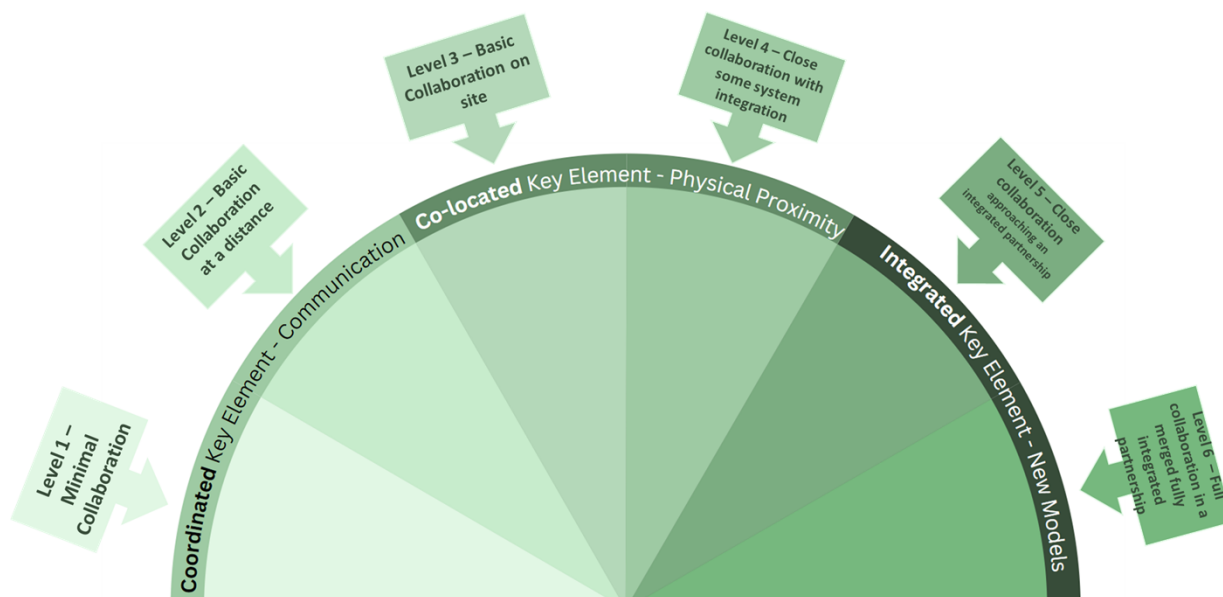 Level 1 –
Minimal
Collaboration
Level 2 – Basic
Collaboration
at a distance
Level 3 – Basic
Collaboration on
site
Level 4 – Close
collaboration with
some system
integration
Level 5 – Close
collaboration
approaching an
integrated partnership
Level 6 – Full
collaboration in a
merged fully
integrated
partnership
Coordinated Key Element - Communication
Co-located Key Element - Physical Proximity
Integrated Key Element - New Models